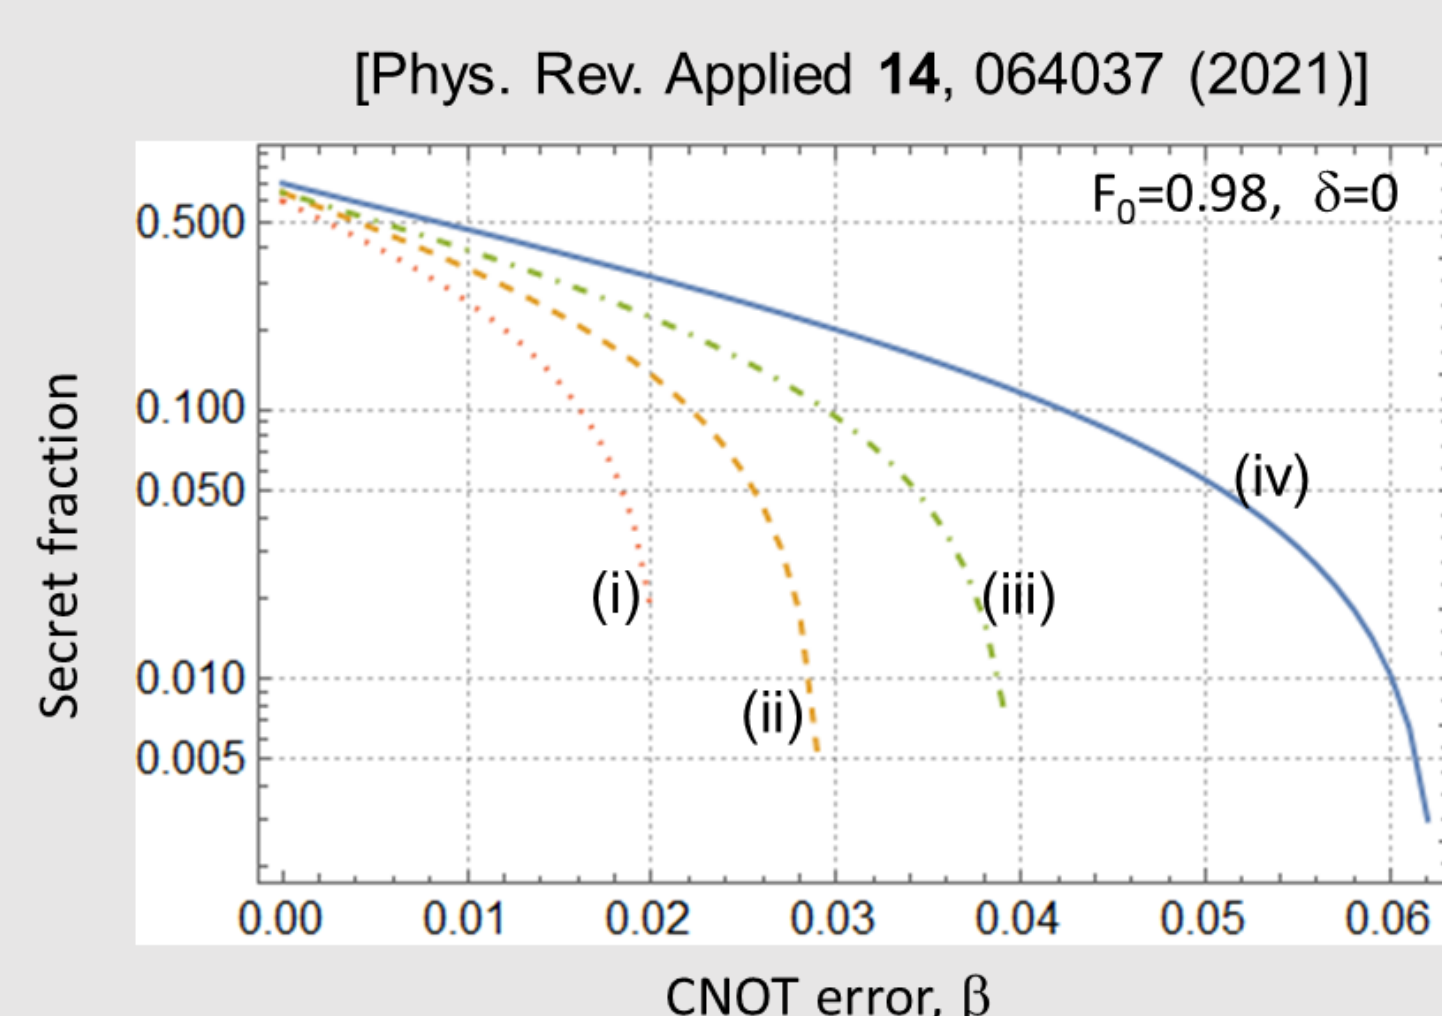 [Phys. Rev. Applied 14, 064037 (2021)]
F₀=0.98, δ=0
0.500
0.100
0.050
0.010
0.005
Secret fraction
(i)
(ii)
(iii)
(iv)
0.00 0.01 0.02 0.03 0.04 0.05 0.06
CNOT error, β